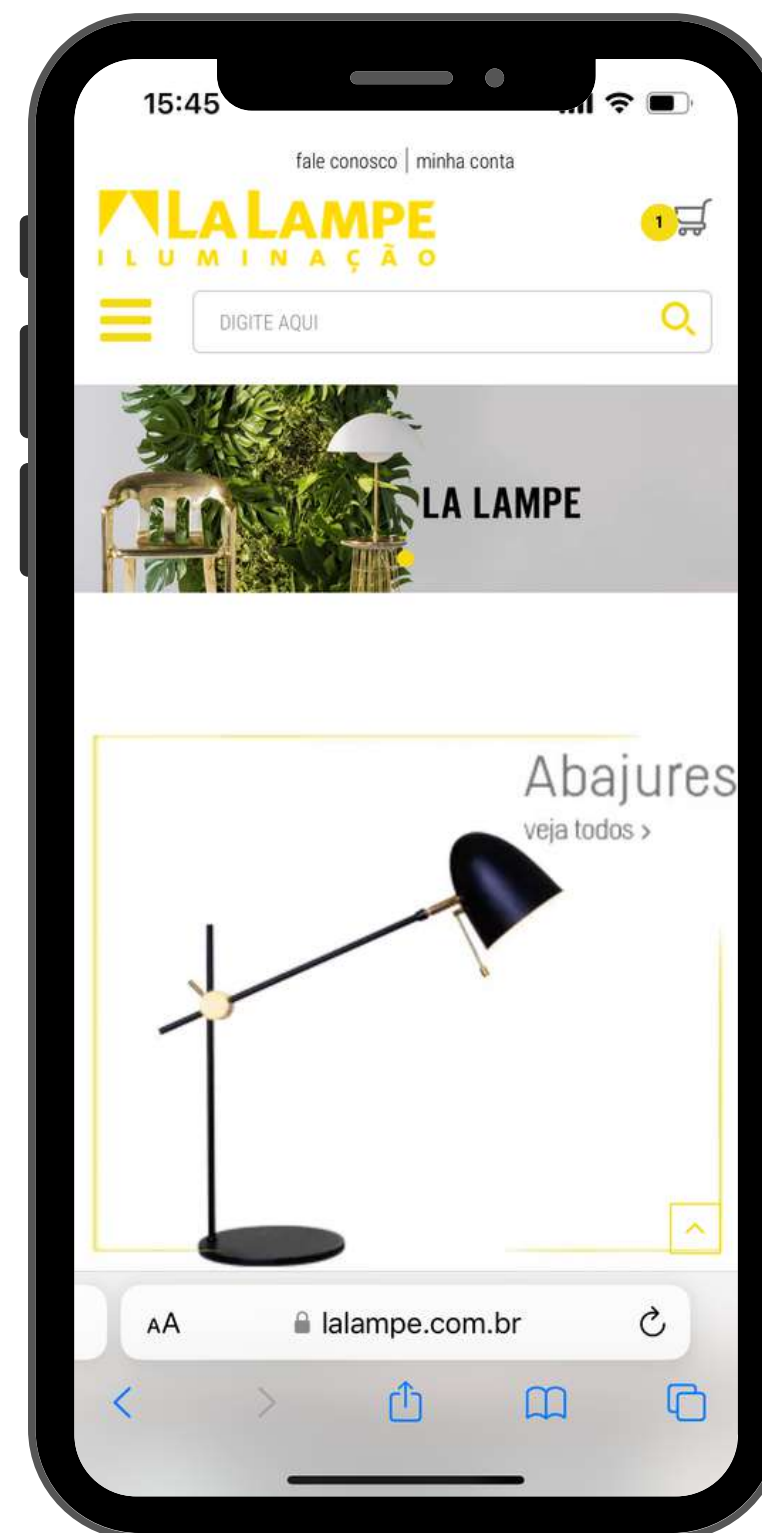 15:45
fale conosco | minha conta
LA LAMPE
ILUMINAÇÃO
1
DIGITE AQUI
LA LAMPE
Abajures
veja todos >
AA
lalampe.com.br